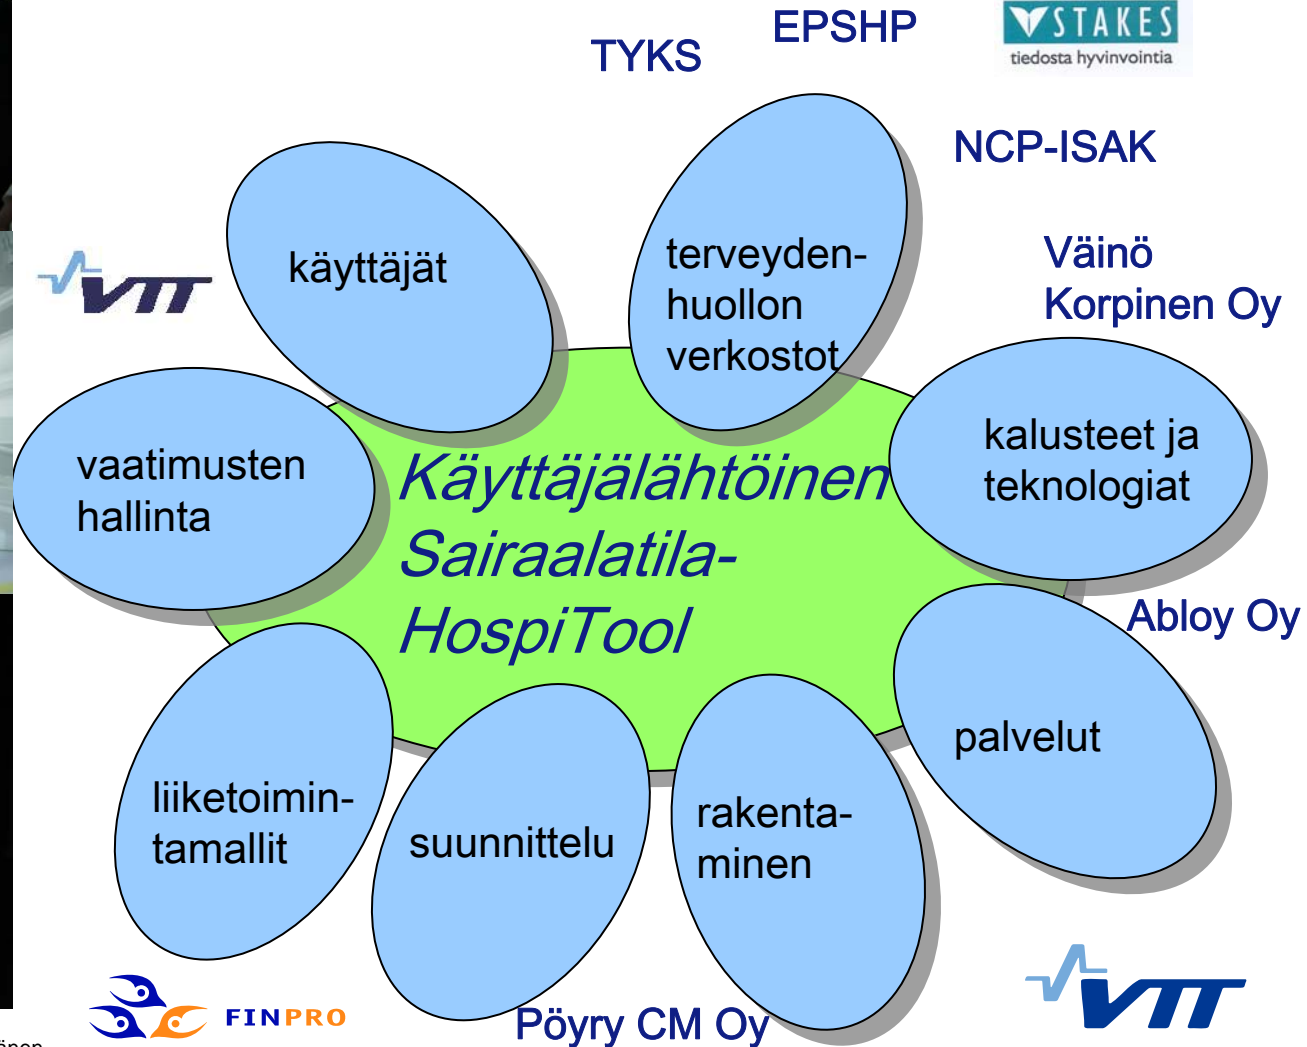 EPSHP
TYKS
STAKES
tiedosta hyvinvointia
NCP-ISAK
Väinö
Korpinen Oy
VTT
käyttäjät
terveyden-
huollon
verkostot
kalusteet ja
teknologiat
vaatimusten
hallinta
Käyttäjälähtöinen
Sairaalatila-
HospiTool
Abloy Oy
palvelut
liiketoimin-
tamallit
suunnittelu
rakenta-
minen
FINPRO
Pöyry CM Oy
VTT